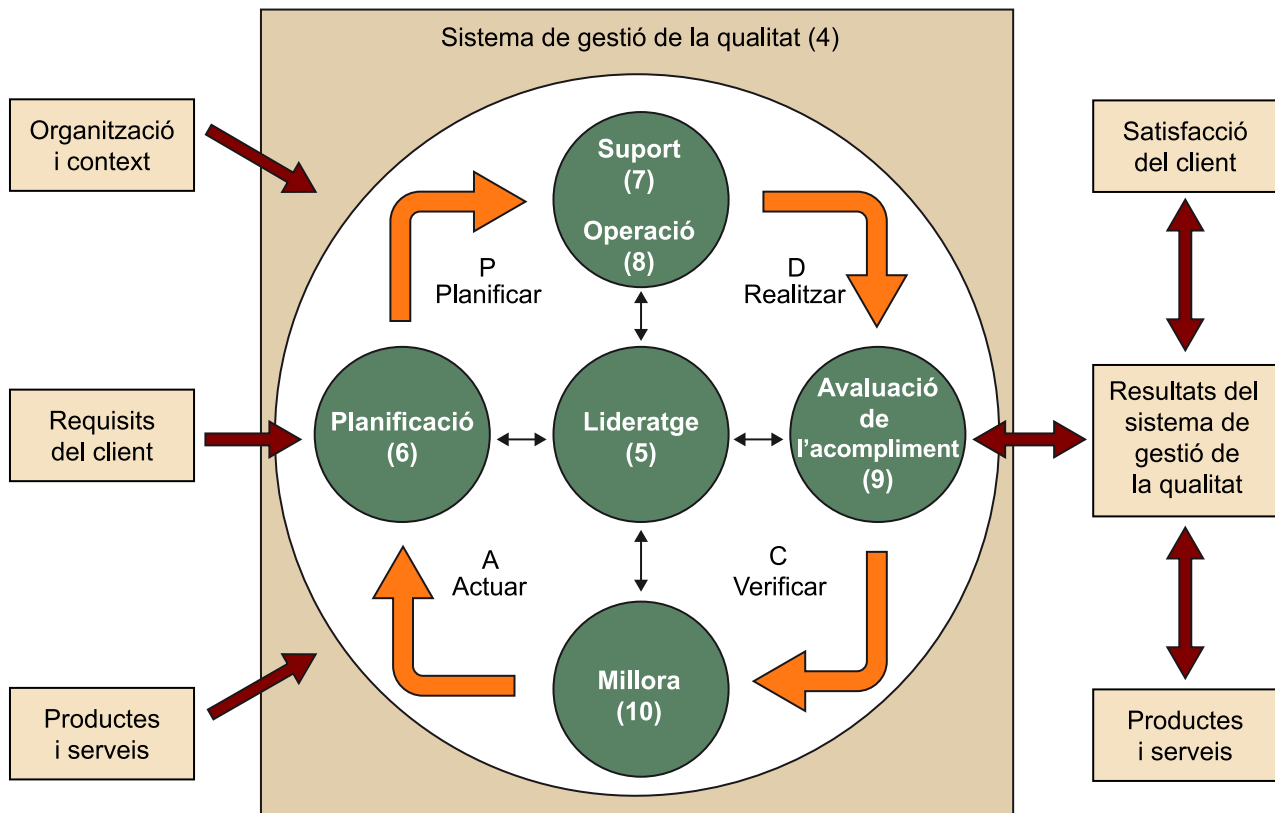 Sistema de gestió de la qualitat (4)
Organització
i context
Requisits
del client
Productes
i serveis
Suport
(7)
Operació
(8)
P
Planificar
D
Realitzar
Planificació
(6)
Lideratge
(5)
Avaluació
de
l’acompliment
(9)
A
Actuar
C
Verificar
Millora
(10)
Satisfacció
del client
Resultats del
sistema de
gestió de
la qualitat
Productes
i serveis